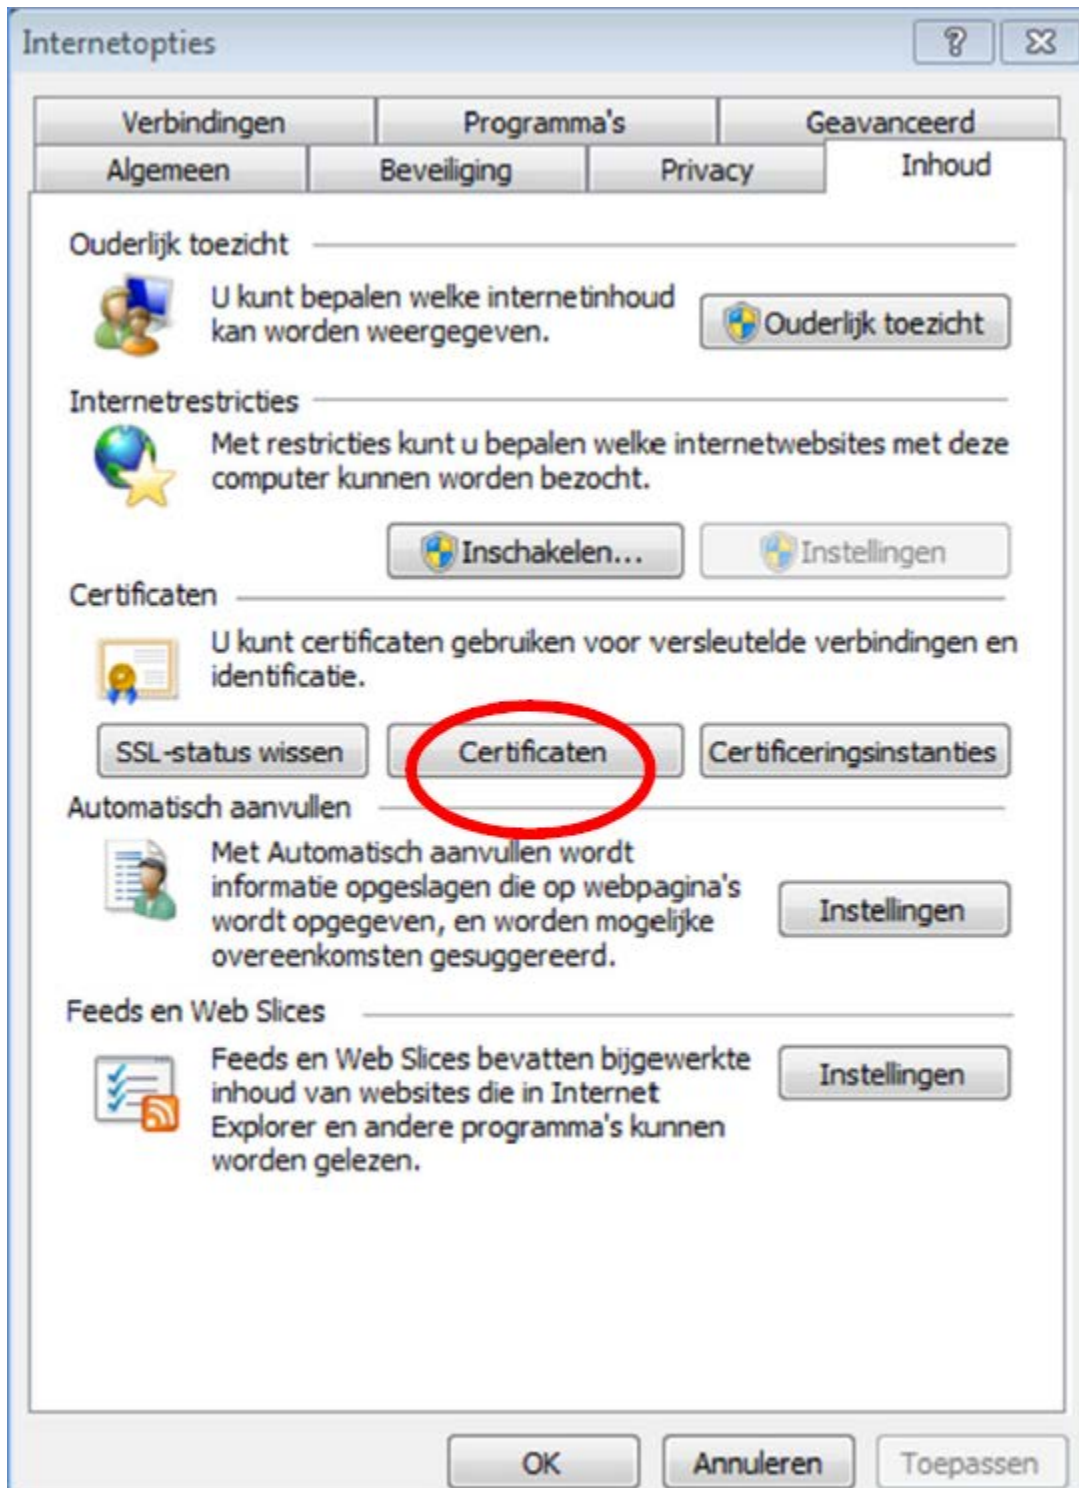 Internetopties
Verbindingen Programma's Geavanceerd
Algemeen Beveiliging Privacy Inhoud
Ouderlijk toezicht
U kunt bepalen welke internetinhoud
kan worden weergegeven.
Ouderlijk toezicht
Internetrestricties
Met restricties kunt u bepalen welke internetwebsites met deze
computer kunnen worden bezocht.
Inschakelen... Instellingen
Certificaten
U kunt certificaten gebruiken voor versleutelde verbindingen en
identificatie.
SSL-status wissen Certificaten Certificeringsinstanties
Automatisch aanvullen
Met Automatisch aanvullen wordt
informatie opgeslagen die op webpagina's
wordt opgegeven, en worden mogelijke
overeenkomsten gesuggereerd.
Instellingen
Feeds en Web Slices
Feeds en Web Slices bevatten bijgewerkte
inhoud van websites die in Internet
Explorer en andere programma's kunnen
worden gelezen.
Instellingen
OK Annuleren Toepassen